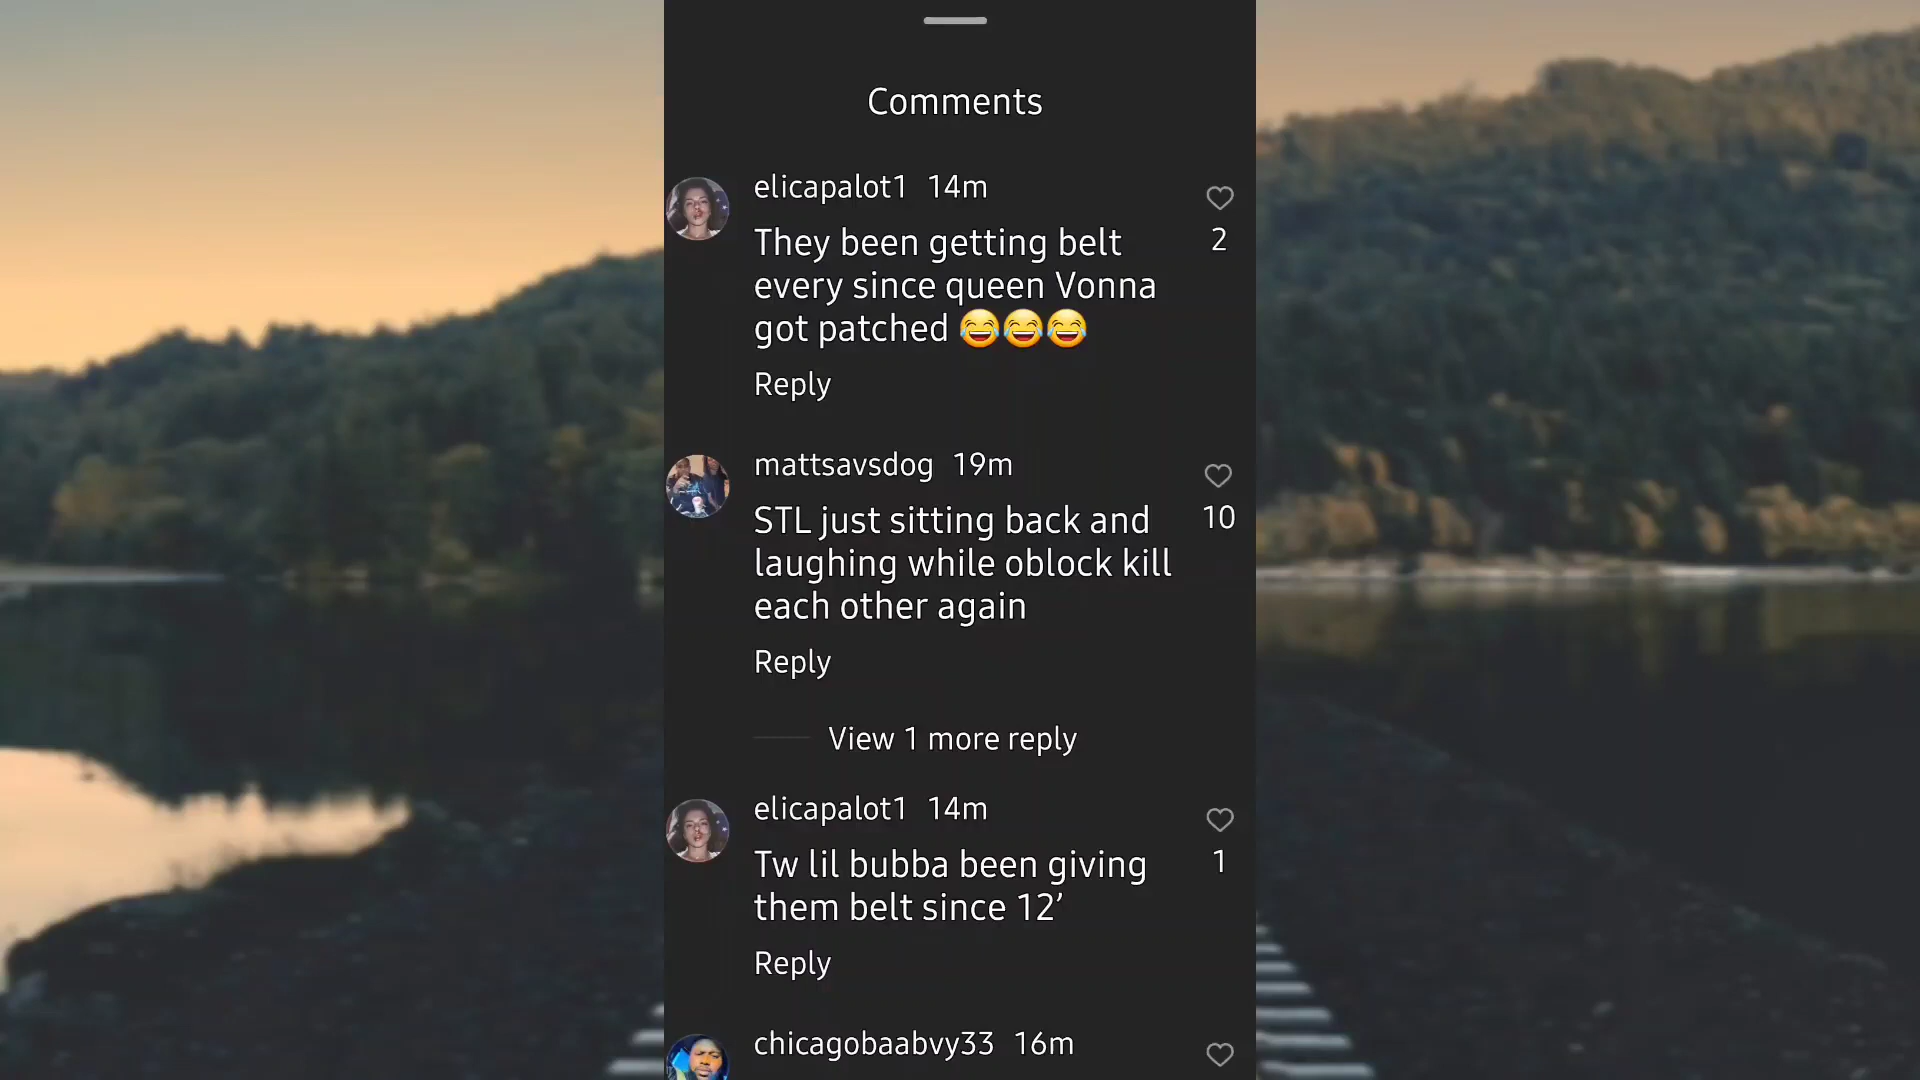 Comments
elicapalot1 14m
2
They been getting belt
every since queen Vonna
got patched 😂😂😂
Reply
mattsavsdog 19m
10
STL just sitting back and
laughing while oblock kill
each other again
Reply
View 1 more reply
elicapalot1 14m
1
Tw lil bubba been giving
them belt since 12’
Reply
chicagobaabvy33 16m